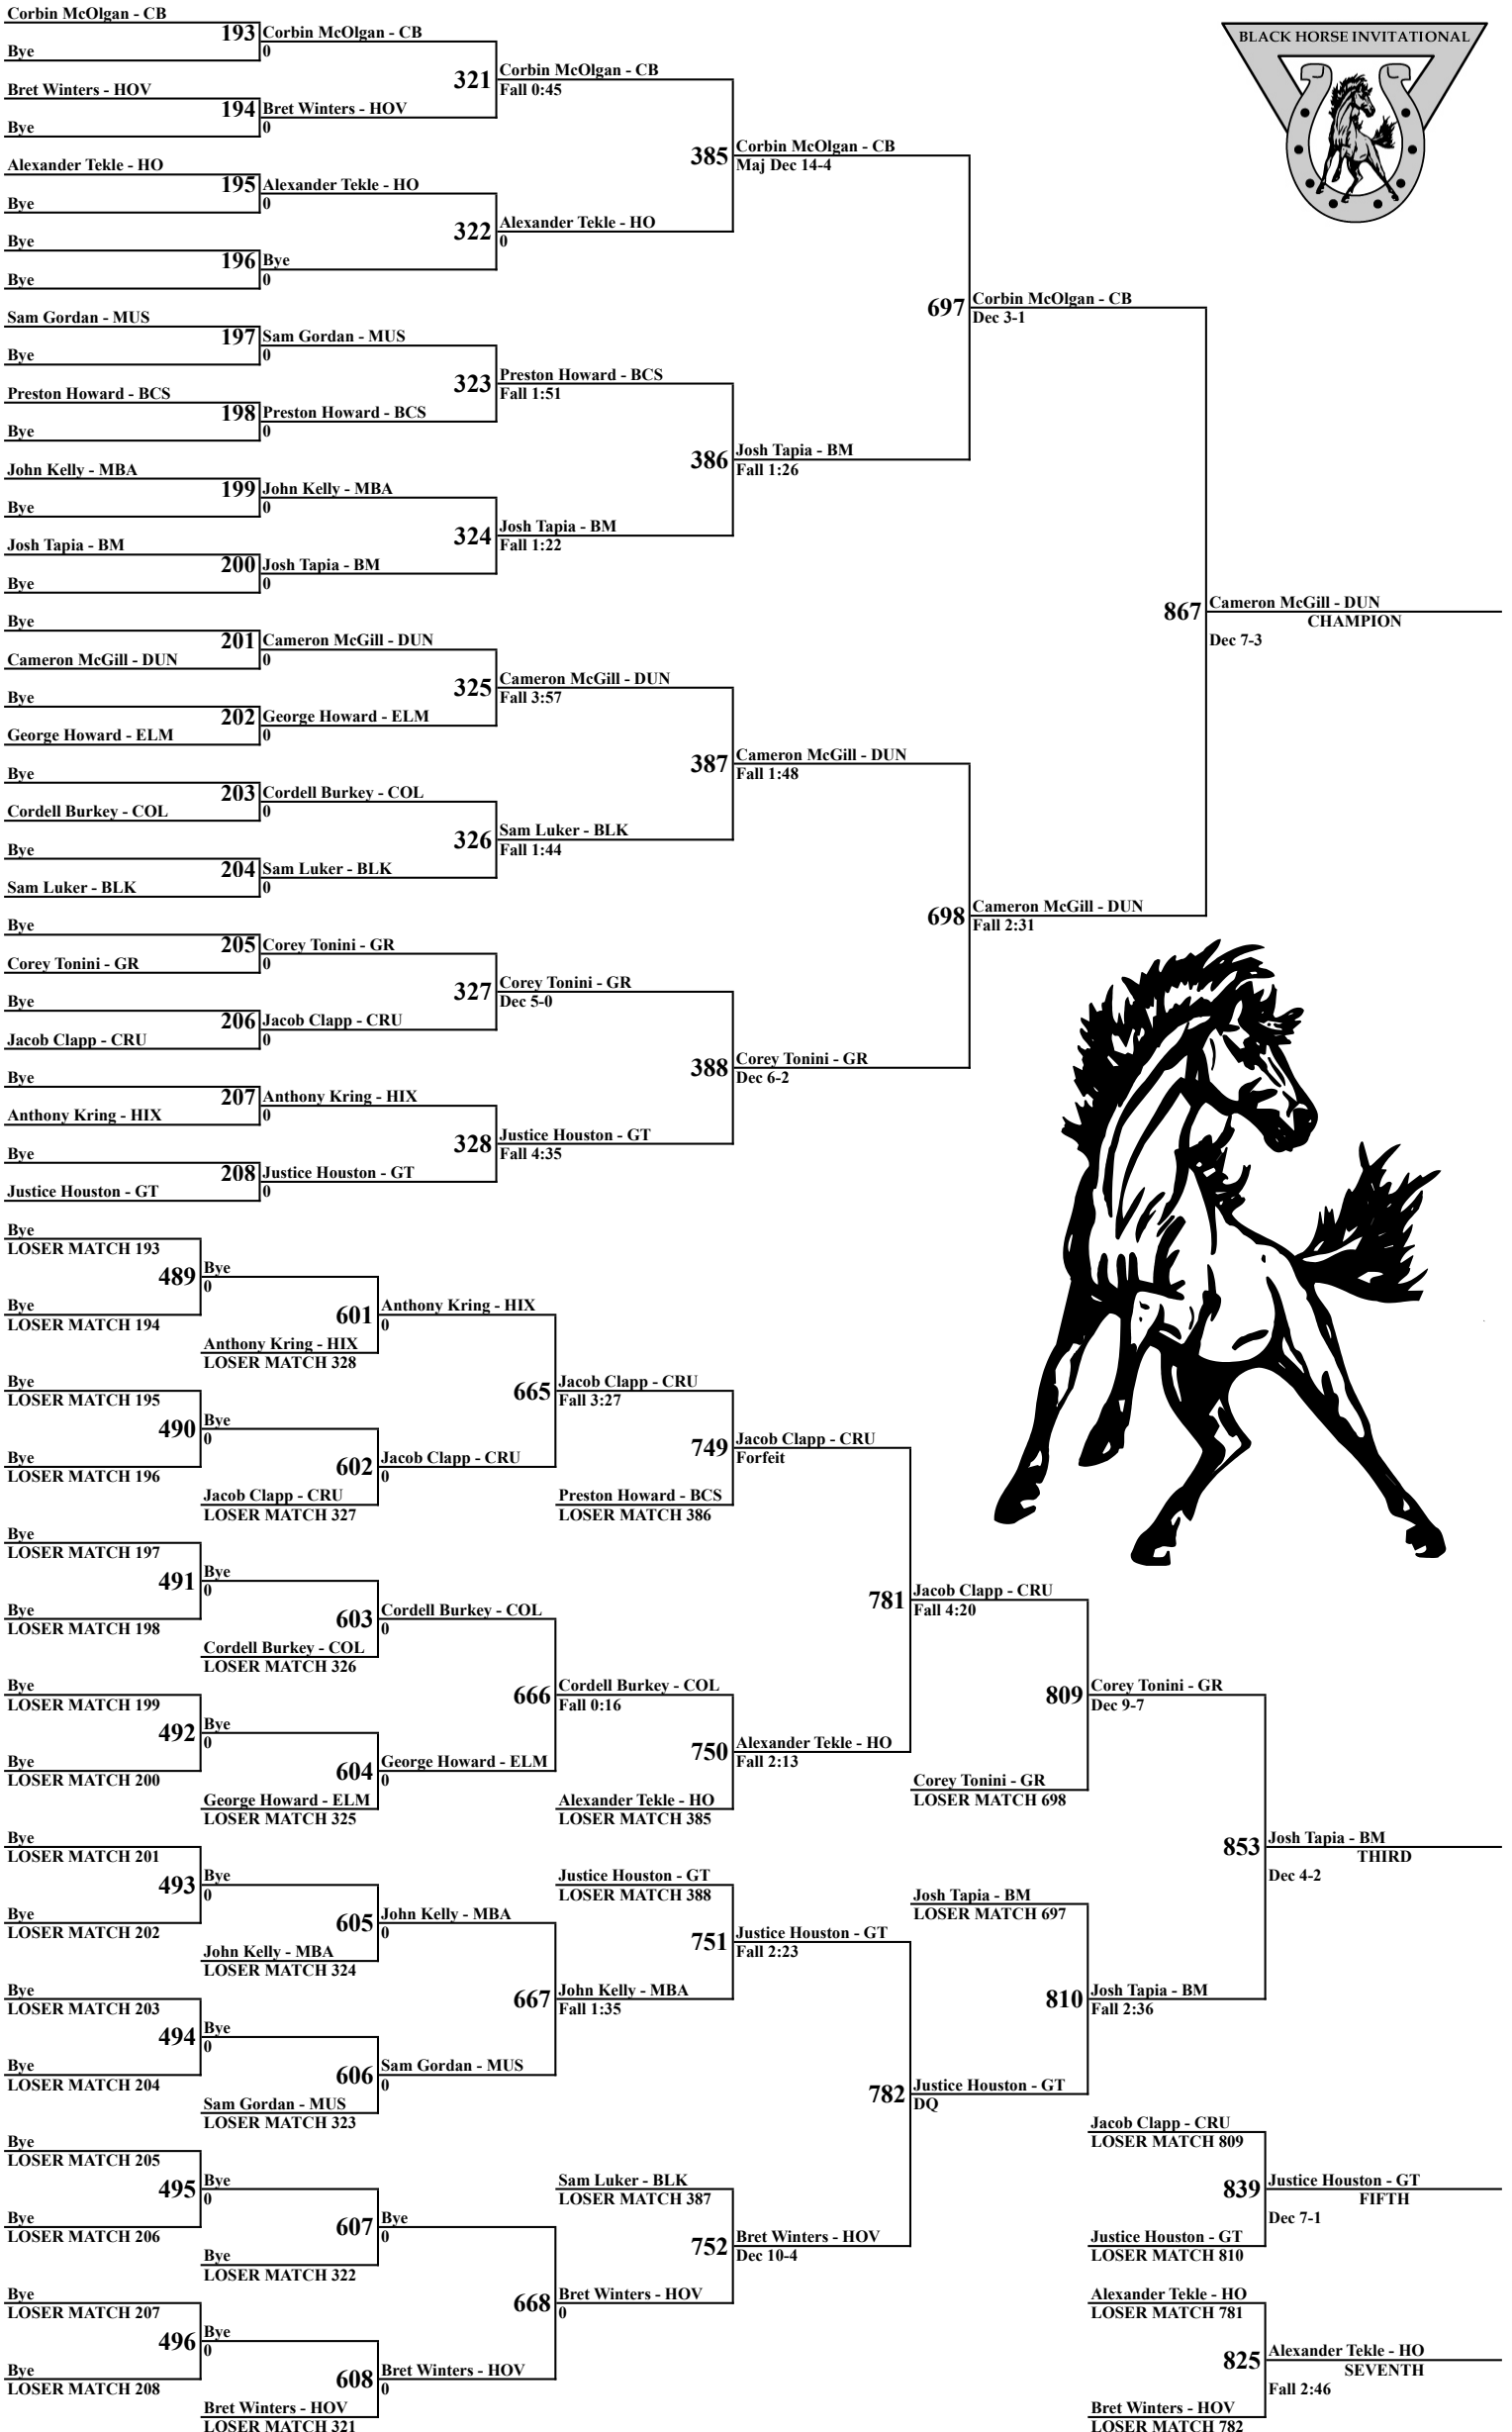 BLACK HORSE INVITATIONAL
Corbin McOlgan - CB
193
Bye
Corbin McOlgan - CB
0
Bret Winters - HOV
194
Bye
Bret Winters - HOV
0
321
Corbin McOlgan - CB
Fall 0:45
Alexander Tekle - HO
195
Bye
Alexander Tekle - HO
0
Bye
196
Bye
Bye
0
322
Alexander Tekle - HO
0
385
Corbin McOlgan - CB
Maj Dec 14-4
Sam Gordan - MUS
197
Bye
Sam Gordan - MUS
0
Preston Howard - BCS
198
Bye
Preston Howard - BCS
0
323
Preston Howard - BCS
Fall 1:51
John Kelly - MBA
199
Bye
John Kelly - MBA
0
Josh Tapia - BM
200
Bye
Josh Tapia - BM
0
324
Josh Tapia - BM
Fall 1:22
386
Josh Tapia - BM
Fall 1:26
697
Corbin McOlgan - CB
Dec 3-1
Bye
201
Cameron McGill - DUN
Cameron McGill - DUN
0
Bye
202
George Howard - ELM
George Howard - ELM
0
325
Cameron McGill - DUN
Fall 3:57
Bye
203
Cordell Burkey - COL
Cordell Burkey - COL
0
Bye
204
Sam Luker - BLK
Sam Luker - BLK
0
326
Sam Luker - BLK
Fall 1:44
387
Cameron McGill - DUN
Fall 1:48
Bye
205
Corey Tonini - GR
Corey Tonini - GR
0
Bye
206
Jacob Clapp - CRU
Jacob Clapp - CRU
0
327
Corey Tonini - GR
Dec 5-0
Bye
207
Anthony Kring - HIX
Anthony Kring - HIX
0
Bye
208
Justice Houston - GT
Justice Houston - GT
0
328
Justice Houston - GT
Fall 4:35
388
Corey Tonini - GR
Dec 6-2
698
Cameron McGill - DUN
Fall 2:31
867
Cameron McGill - DUN
CHAMPION
Dec 7-3
Bye
LOSER MATCH 193
489
Bye
LOSER MATCH 194
Bye
0
601
Anthony Kring - HIX
LOSER MATCH 328
Anthony Kring - HIX
0
Bye
LOSER MATCH 195
490
Bye
LOSER MATCH 196
Bye
0
602
Jacob Clapp - CRU
LOSER MATCH 327
Jacob Clapp - CRU
0
665
Jacob Clapp - CRU
Fall 3:27
749
Preston Howard - BCS
LOSER MATCH 386
Jacob Clapp - CRU
Forfeit
Bye
LOSER MATCH 197
491
Bye
LOSER MATCH 198
Bye
0
603
Cordell Burkey - COL
LOSER MATCH 326
Cordell Burkey - COL
0
Bye
LOSER MATCH 199
492
Bye
LOSER MATCH 200
Bye
0
604
George Howard - ELM
LOSER MATCH 325
George Howard - ELM
0
666
Cordell Burkey - COL
Fall 0:16
750
Alexander Tekle - HO
LOSER MATCH 385
Alexander Tekle - HO
Fall 2:13
781
Jacob Clapp - CRU
Fall 4:20
809
Corey Tonini - GR
LOSER MATCH 698
Corey Tonini - GR
Dec 9-7
Bye
LOSER MATCH 201
493
Bye
LOSER MATCH 202
Bye
0
605
John Kelly - MBA
LOSER MATCH 324
John Kelly - MBA
0
Bye
LOSER MATCH 203
494
Bye
LOSER MATCH 204
Bye
0
606
Sam Gordan - MUS
LOSER MATCH 323
Sam Gordan - MUS
0
667
John Kelly - MBA
Fall 1:35
Justice Houston - GT
LOSER MATCH 388
751
Justice Houston - GT
Fall 2:23
Bye
LOSER MATCH 205
495
Bye
LOSER MATCH 206
Bye
0
607
Bye
LOSER MATCH 322
Bye
0
Bye
LOSER MATCH 207
496
Bye
LOSER MATCH 208
Bye
0
608
Bret Winters - HOV
LOSER MATCH 321
Bret Winters - HOV
0
668
Bret Winters - HOV
0
Sam Luker - BLK
LOSER MATCH 387
752
Bret Winters - HOV
Dec 10-4
782
Justice Houston - GT
DQ
Josh Tapia - BM
LOSER MATCH 697
810
Josh Tapia - BM
Fall 2:36
853
Josh Tapia - BM
THIRD
Dec 4-2
Jacob Clapp - CRU
LOSER MATCH 809
839
Justice Houston - GT
LOSER MATCH 810
Justice Houston - GT
FIFTH
Dec 7-1
Alexander Tekle - HO
LOSER MATCH 781
825
Bret Winters - HOV
LOSER MATCH 782
Alexander Tekle - HO
SEVENTH
Fall 2:46